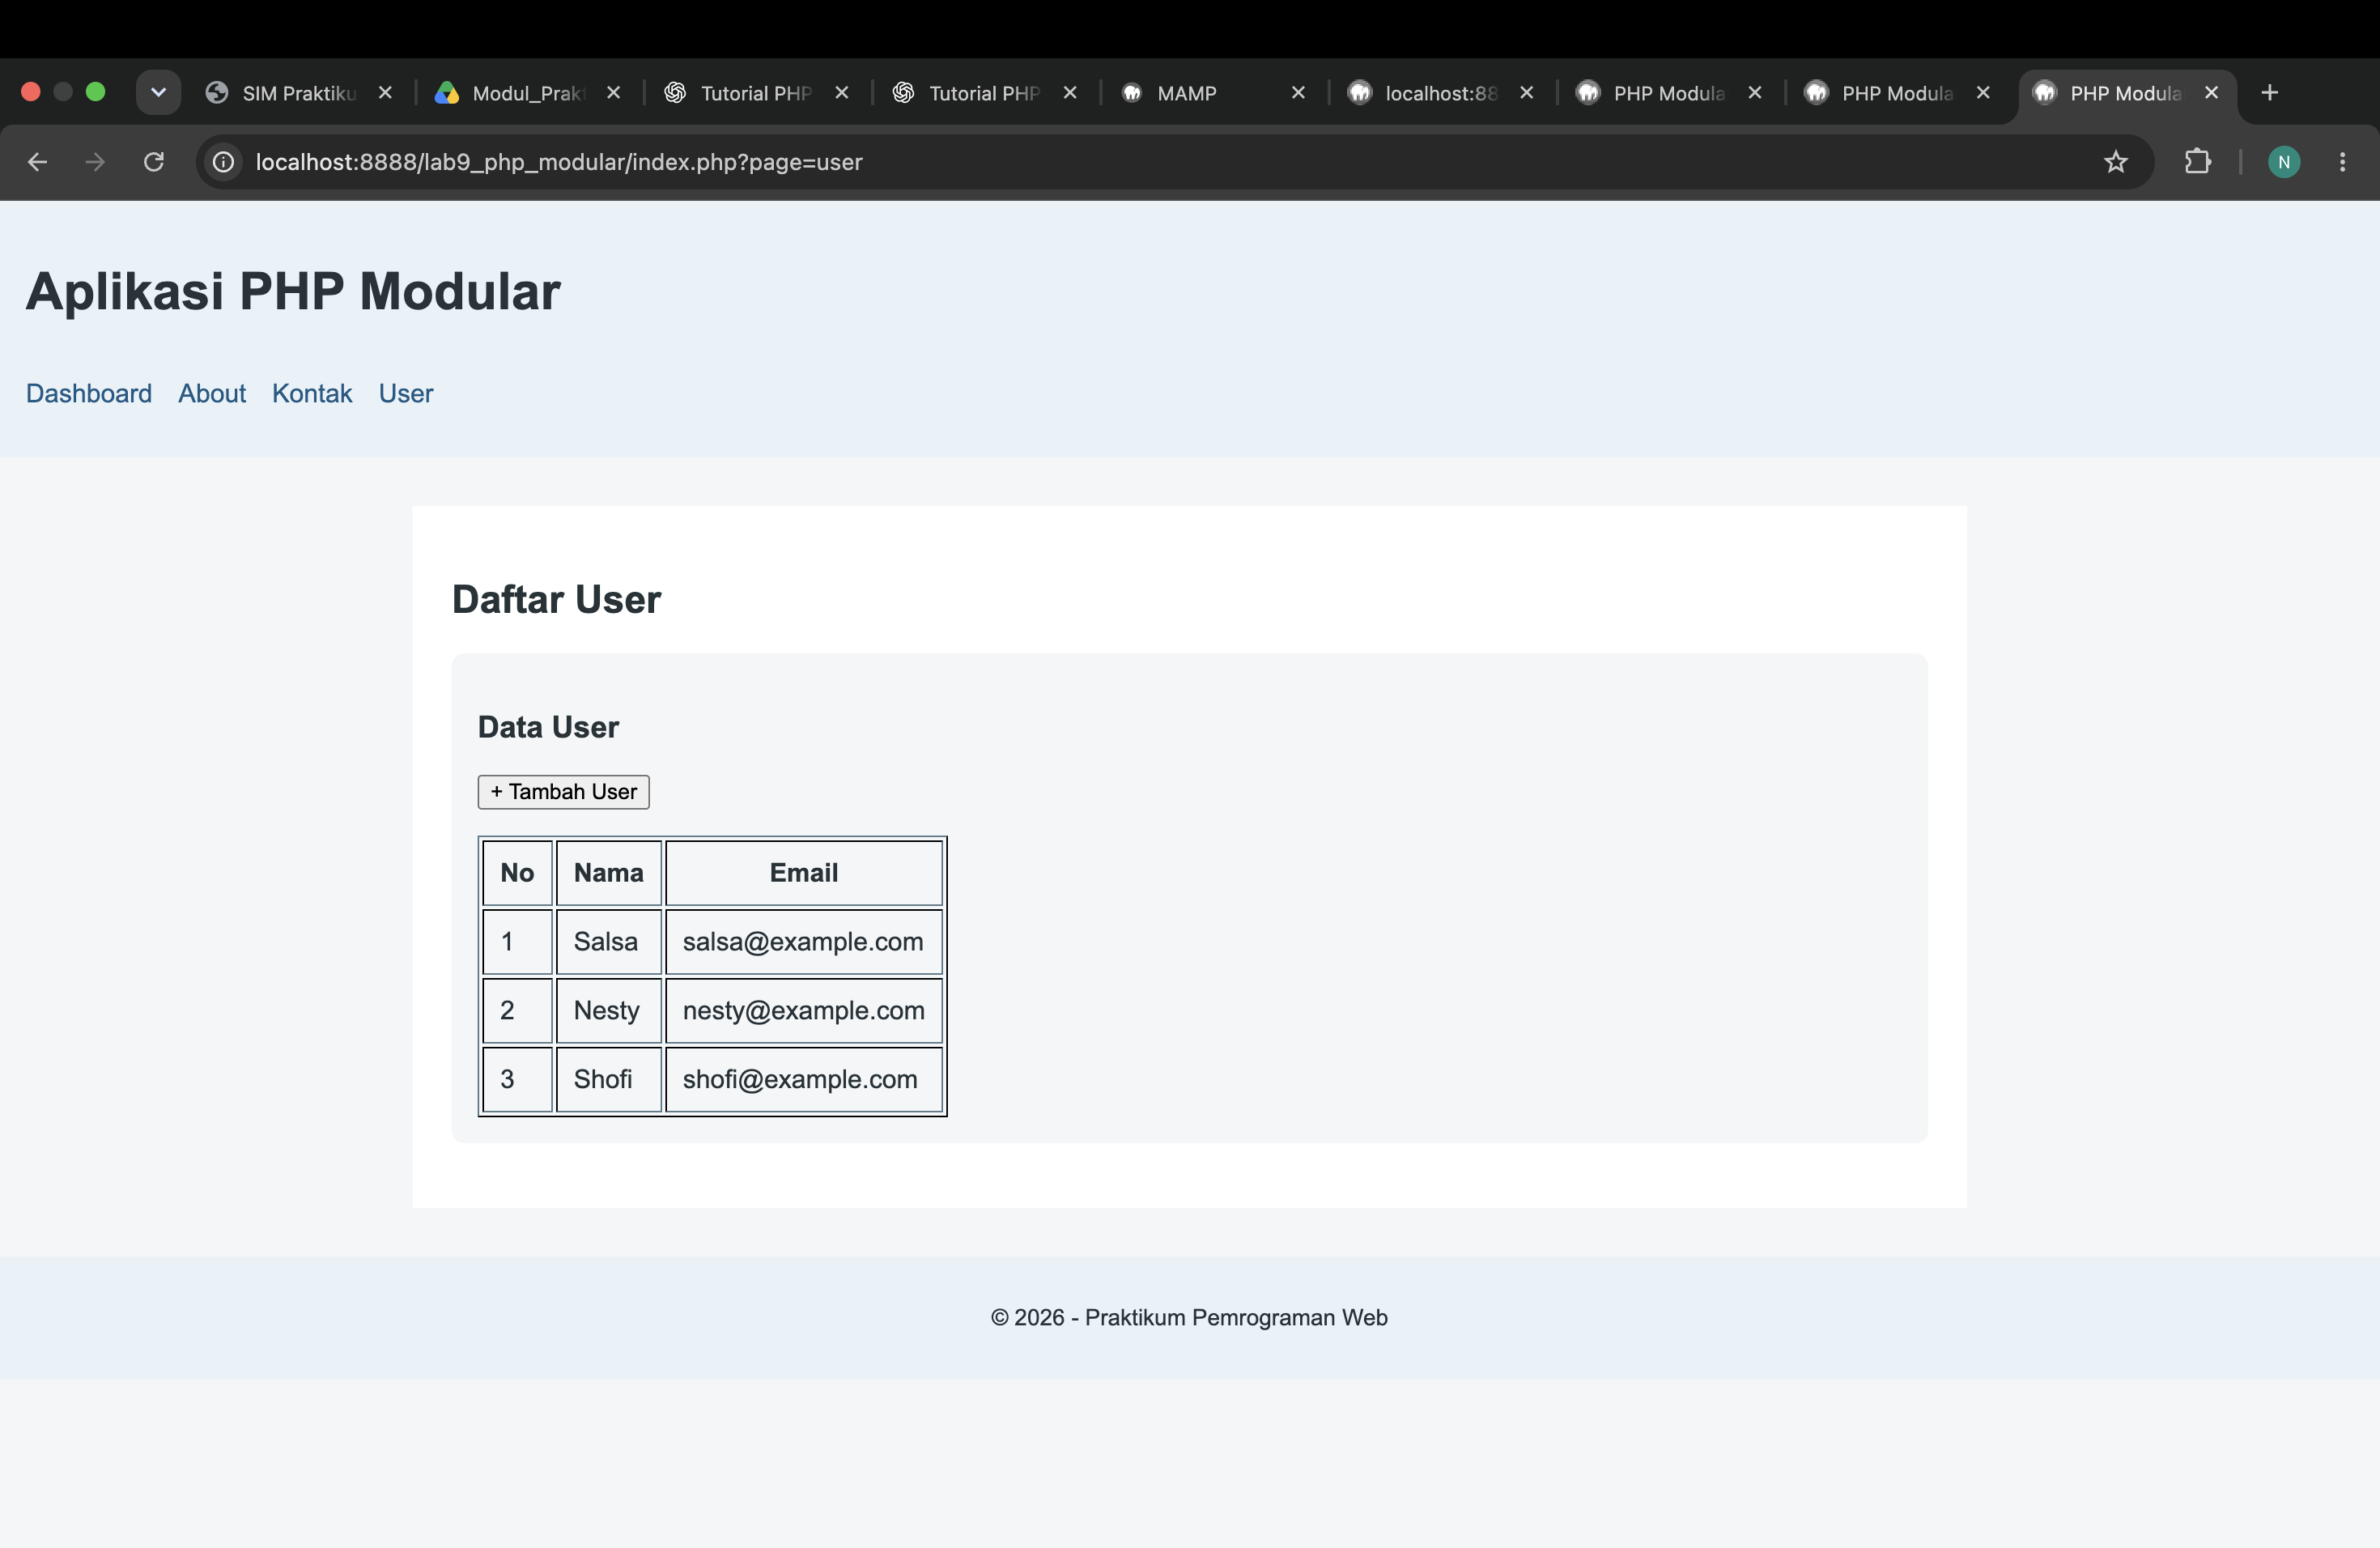 SIM Praktiku
Modul_Prak
Tutorial PHP
Tutorial PHP
MAMP
localhost:88
PHP Modula
PHP Modula
PHP Modula
localhost:8888/lab9_php_modular/index.php?page=user
N
Aplikasi PHP Modular
Dashboard About Kontak User
Daftar User
Data User
+ Tambah User
No Nama Email
1 Salsa salsa@example.com
2 Nesty nesty@example.com
3 Shofi shofi@example.com
© 2026 - Praktikum Pemrograman Web